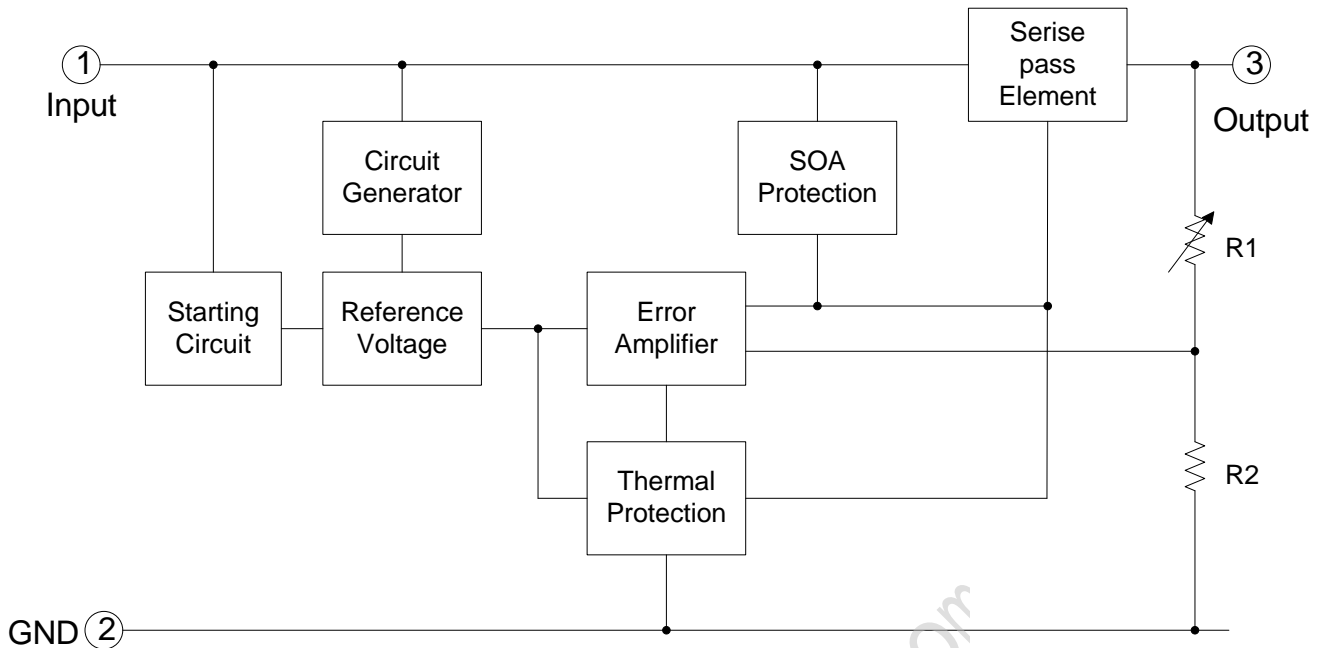 1
Input
Serise
pass
Element
3
Output
Circuit
Generator
SOA
Protection
R1
Starting
Circuit
Reference
Voltage
Error
Amplifier
Thermal
Protection
R2
GND 2